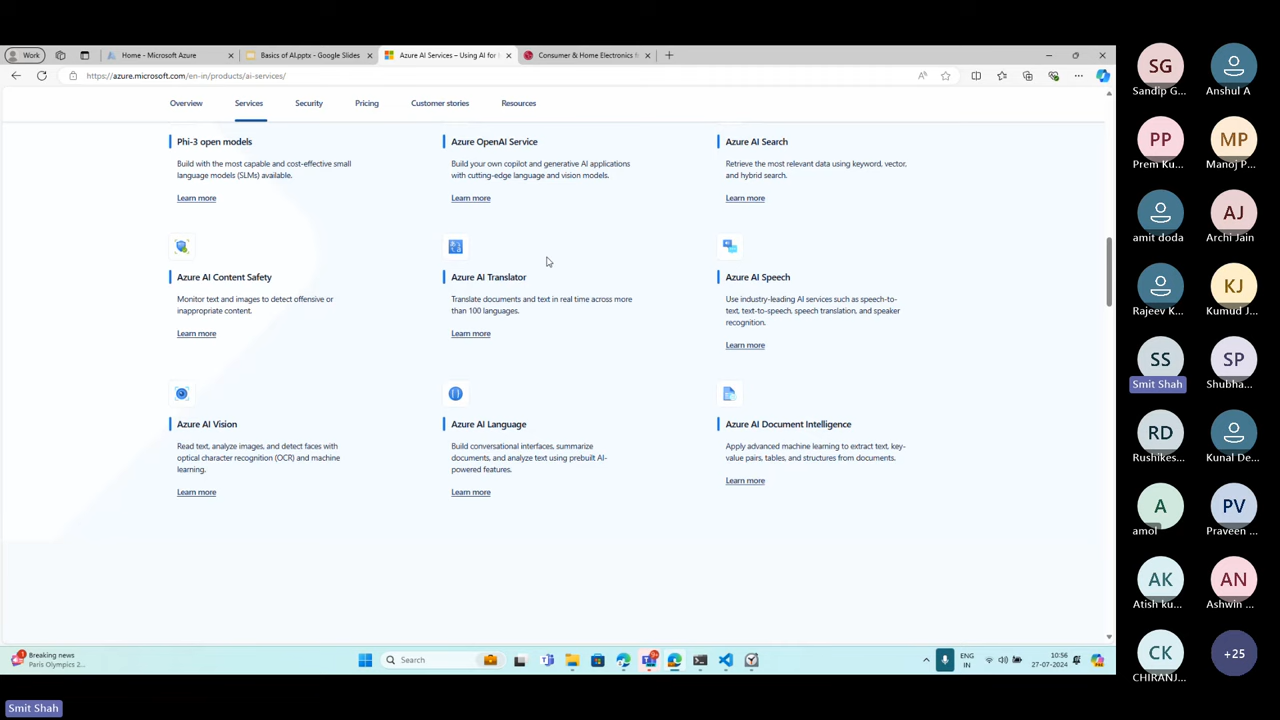 Work
Home - Microsoft Azure
Basics of AI.pptx - Google Slides
Azure AI Services – Using AI for
Consumer & Home Electronics
https://azure.microsoft.com/en-in/products/ai-services/
Overview
Services
Security
Pricing
Customer stories
Resources
Phi-3 open models
Build with the most capable and cost-effective small
language models (SLMs) available.
Learn more
Azure OpenAI Service
Build your own copilot and generative AI applications
with cutting-edge language and vision models.
Learn more
Azure AI Search
Retrieve the most relevant data using keyword, vector,
and hybrid search.
Learn more
Azure AI Content Safety
Monitor text and images to detect offensive or
inappropriate content.
Learn more
Azure AI Translator
Translate documents and text in real time across more
than 100 languages.
Learn more
Azure AI Speech
Use industry-leading AI services such as speech-to-
text, text-to-speech, speech translation, and speaker
recognition.
Learn more
Azure AI Vision
Read text, analyze images, and detect faces with
optical character recognition (OCR) and machine
learning.
Learn more
Azure AI Language
Build conversational interfaces, summarize
documents, and analyze text using prebuilt AI-
powered features.
Learn more
Azure AI Document Intelligence
Apply advanced machine learning to extract text, key-
value pairs, tables, and structures from documents.
Learn more
Breaking news
Paris Olympics 2...
Search
ENG
IN
10:56
27-07-2024
SG
Sandip G...
Anshul A
PP
Prem Ku...
MP
Manoj P...
amit doda
AJ
Archi Jain
Rajeev K...
KJ
Kumud J...
SS
Smit Shah
SP
Shubha...
RD
Rushikes...
Kunal De...
A
amol
PV
Praveen ...
AK
Atish ku...
AN
Ashwin ...
CK
CHIRANJ...
+25
Smit Shah